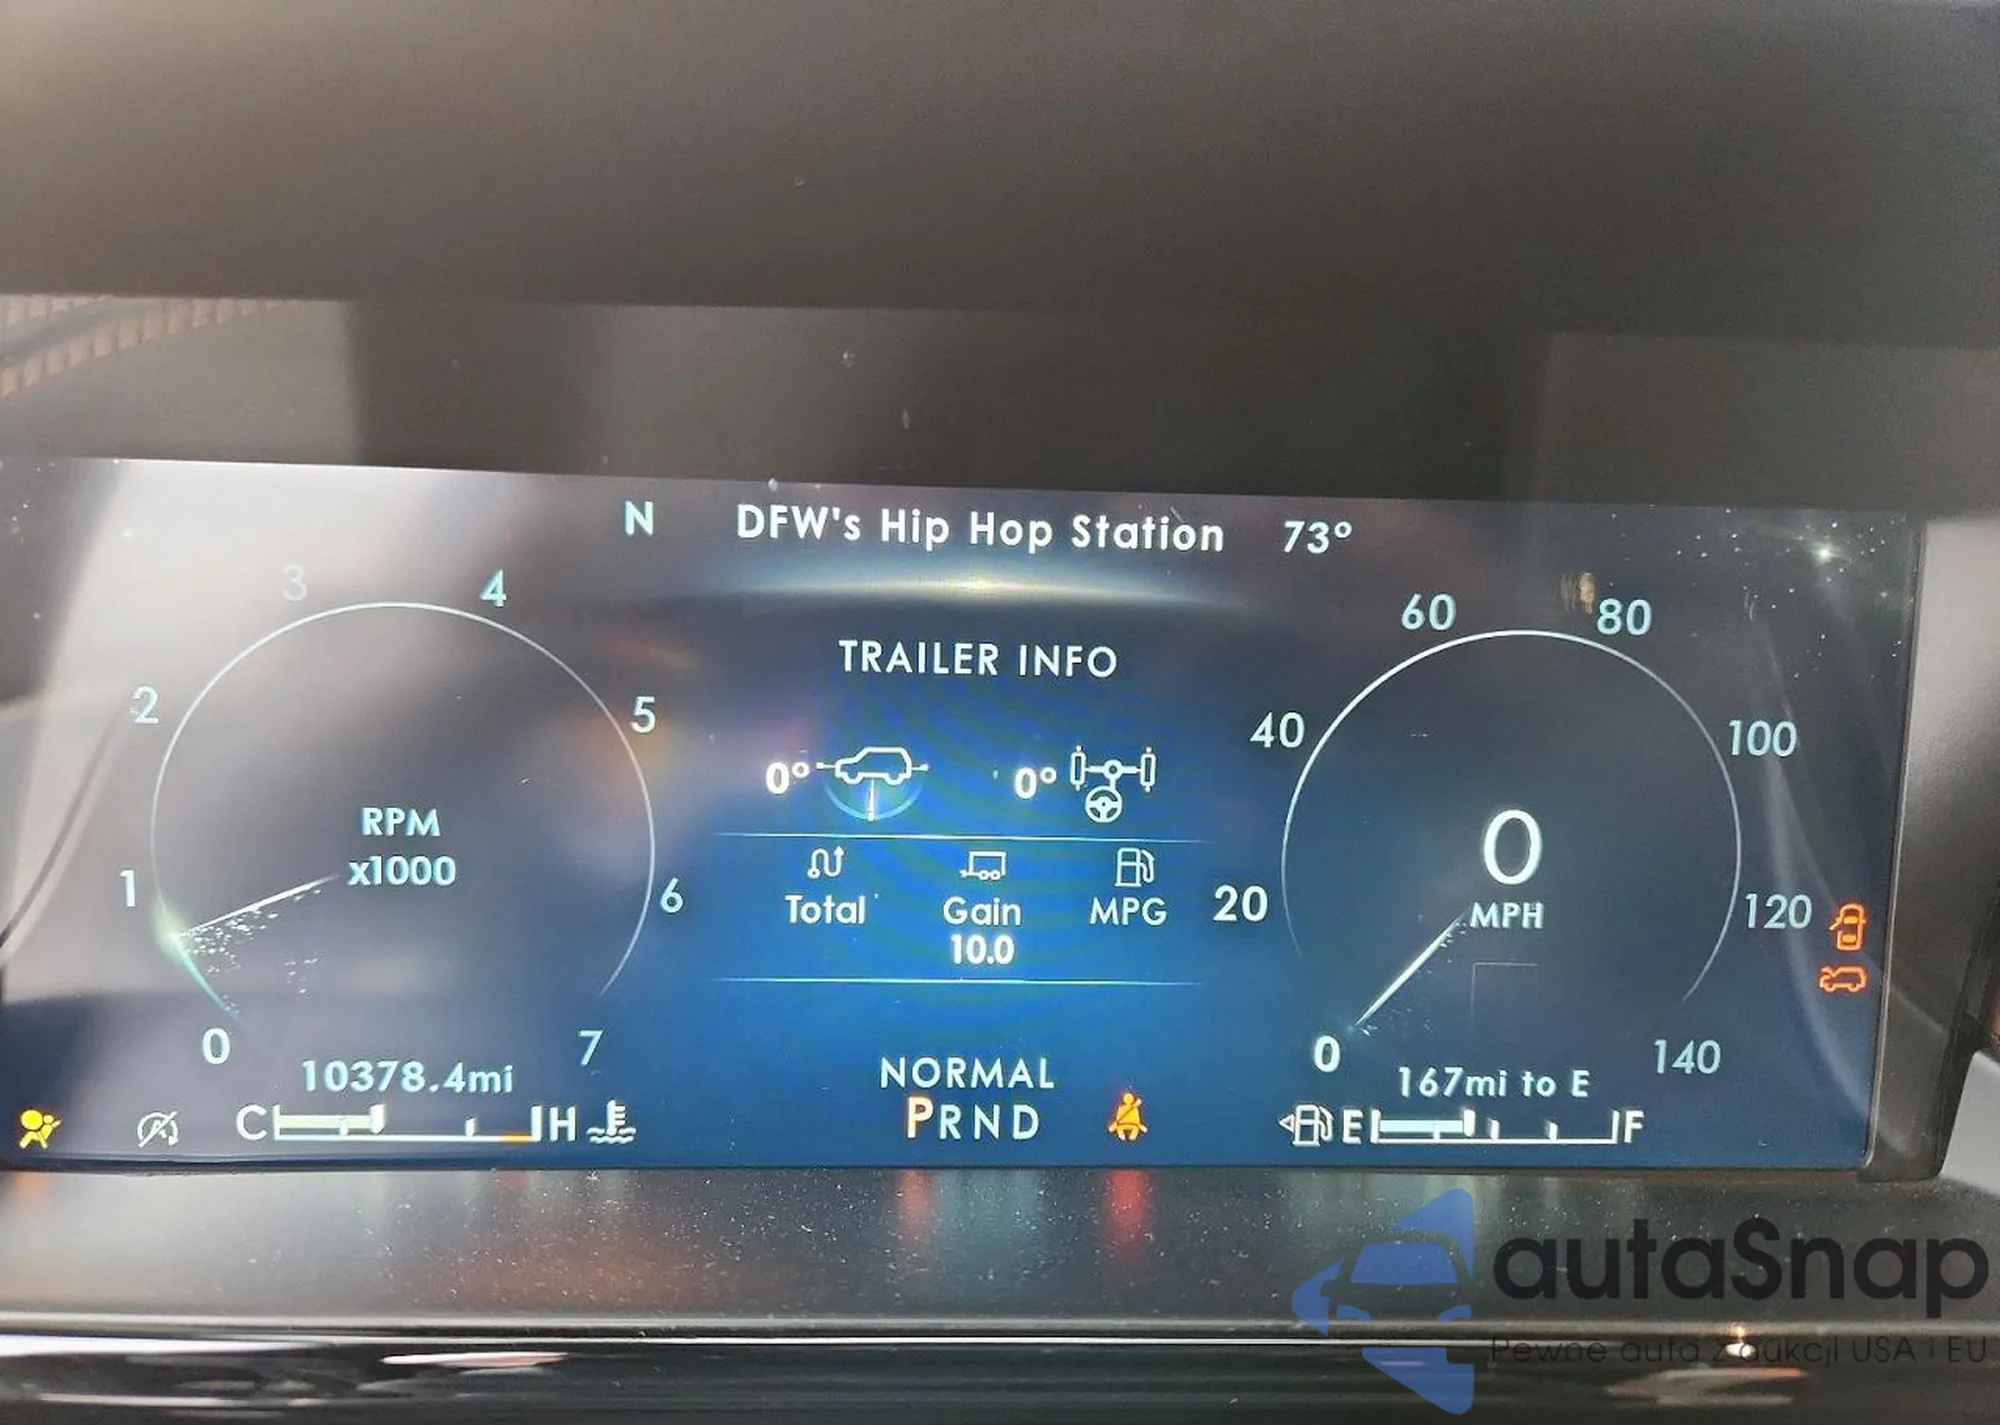 N DFW's Hip Hop Station 73°
TRAILER INFO
0° 0°
Total Gain MPG
10.0
NORMAL
PRND
0 1 2 3 4 5 6 7
RPM
x1000
10378.4mi
C H
0 20 40 60 80 100 120 140
0
MPH
167mi to E
E F
autaSnap
Pewne auta z aukcji USA i EU